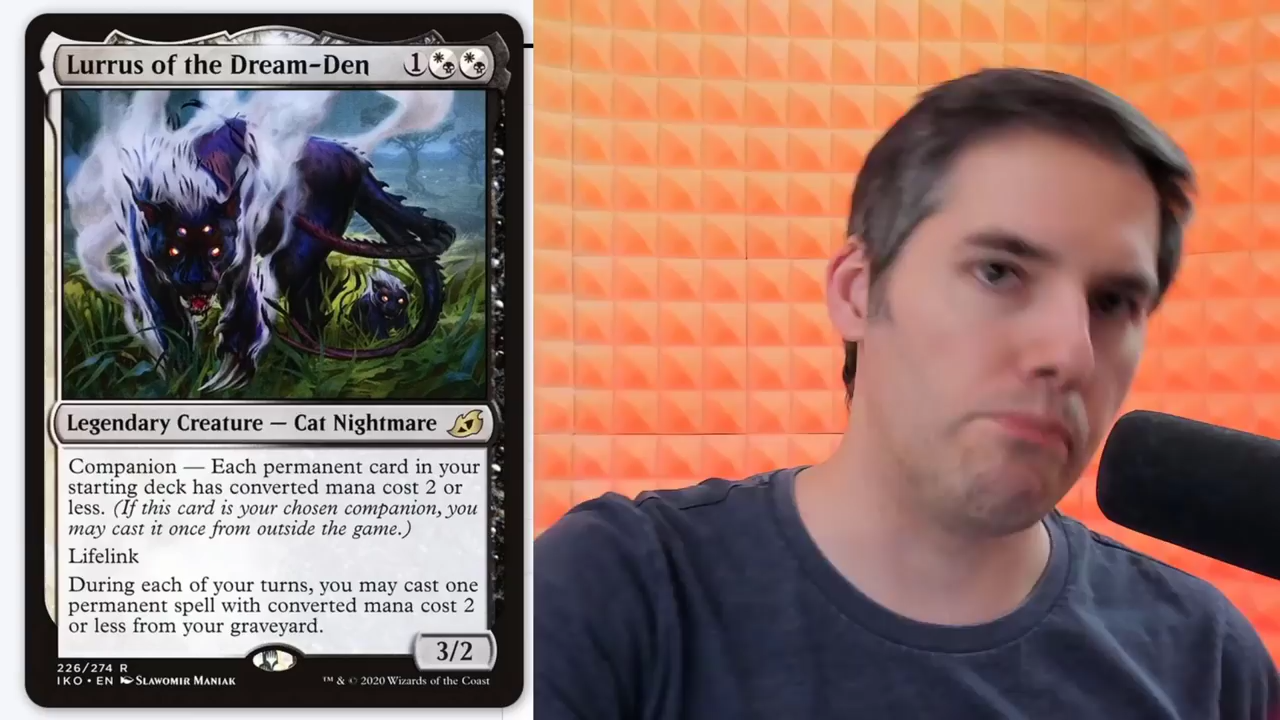 Lurrus of the Dream-Den 1
Legendary Creature — Cat Nightmare
Companion — Each permanent card in your
starting deck has converted mana cost 2 or
less. (If this card is your chosen companion, you
may cast it once from outside the game.)
Lifelink
During each of your turns, you may cast one
permanent spell with converted mana cost 2
or less from your graveyard.
3/2
226/274 R
IKO • EN Slawomir Maniak
™ & © 2020 Wizards of the Coast